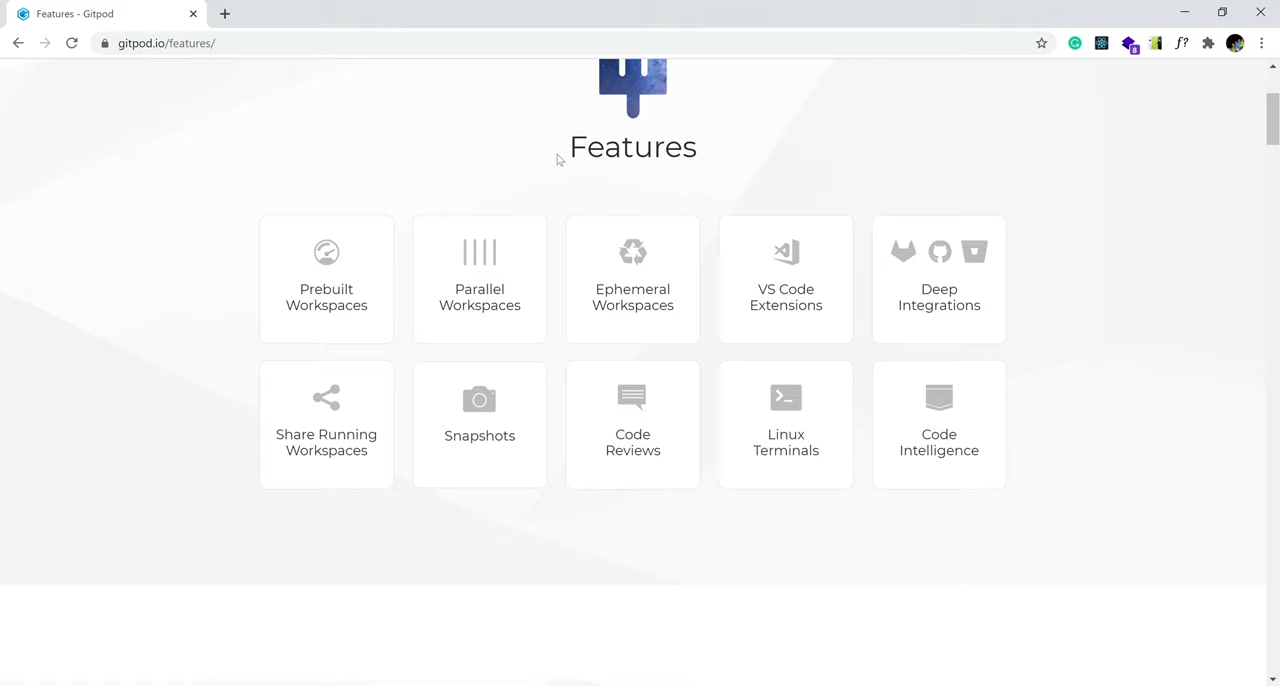 Features - Gitpod
gitpod.io/features/
8
f?
Features
Prebuilt
Workspaces
Parallel
Workspaces
Ephemeral
Workspaces
VS Code
Extensions
Deep
Integrations
Share Running
Workspaces
Snapshots
Code
Reviews
Linux
Terminals
Code
Intelligence